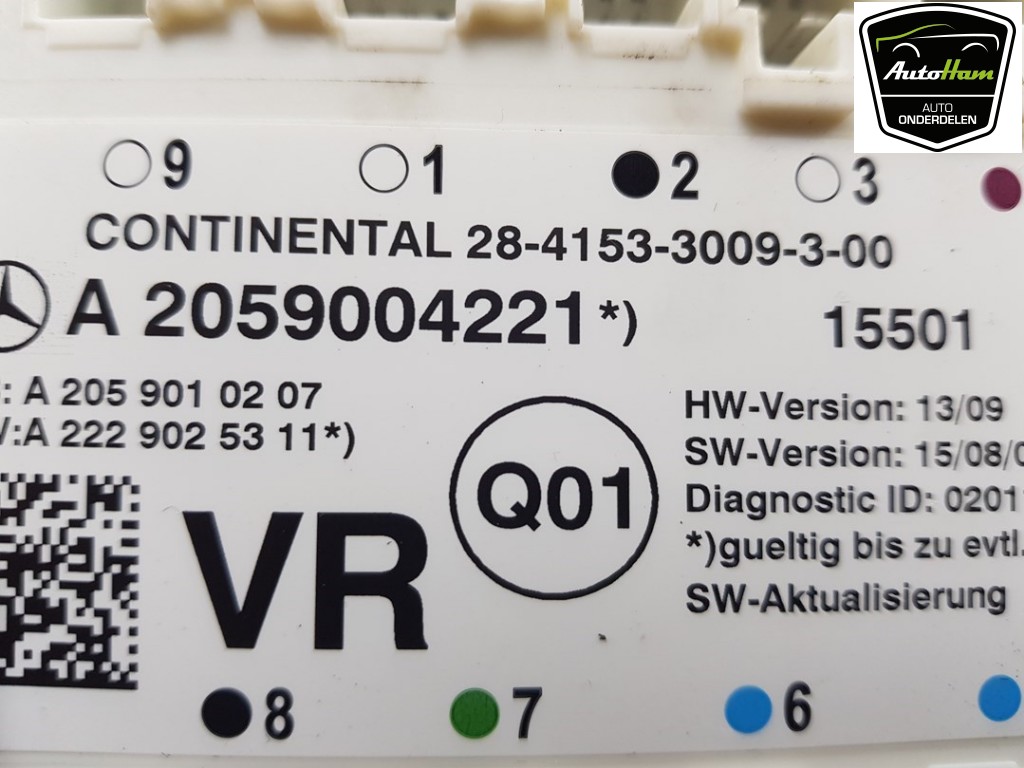 AutoHam
AUTO
ONDERDELEN
9 1 2 3
CONTINENTAL 28-4153-3009-3-00
A 2059004221*) 15501
: A 205 901 02 07
:A 222 902 53 11*)
HW-Version: 13/09
SW-Version: 15/08/0
Diagnostic ID: 0201
*)gueltig bis zu evtl.
SW-Aktualisierung
Q01
VR
8 7 6